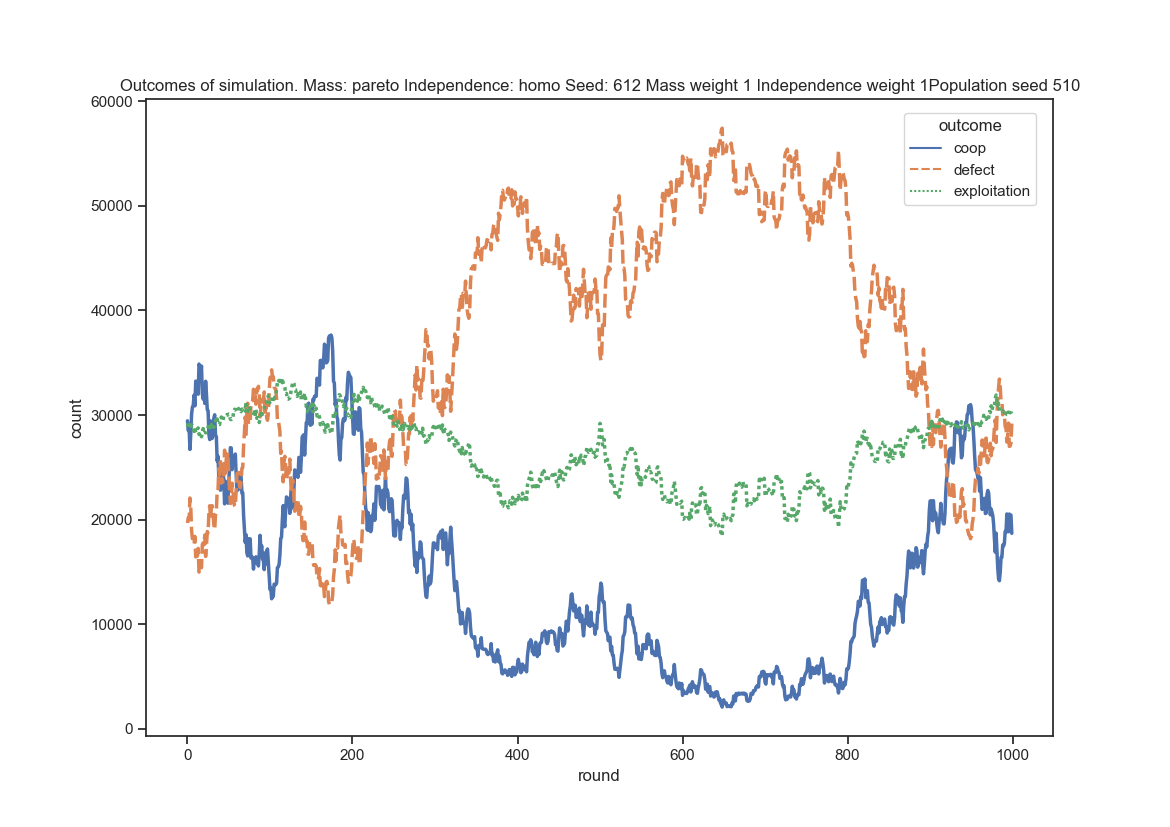 Outcomes of simulation. Mass: pareto Independence: homo Seed: 612 Mass weight 1 Independence weight 1Population seed 510
60000
50000
40000
30000
20000
10000
0
count
outcome
coop
defect
exploitation
0 200 400 600 800 1000
round